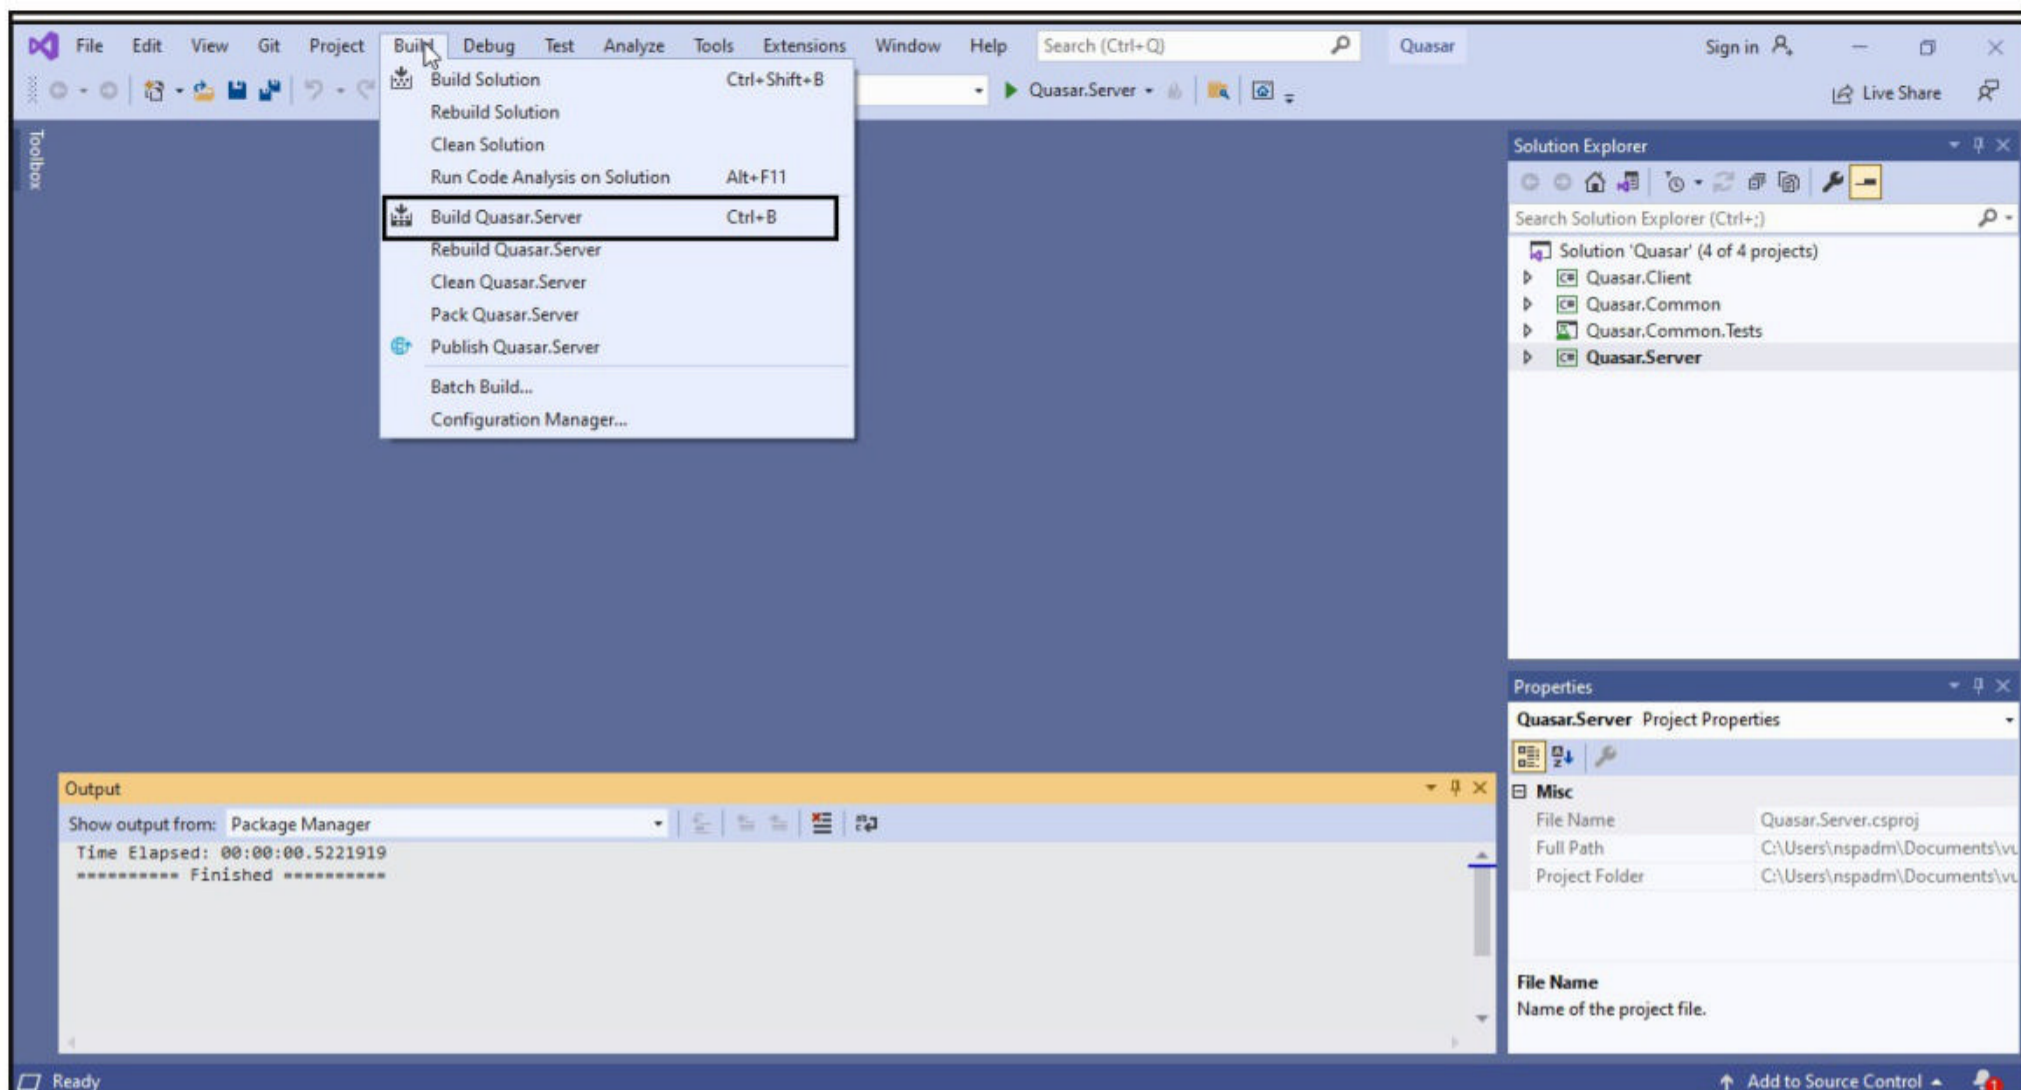 File Edit View Git Project Build Debug Test Analyze Tools Extensions Window Help Search (Ctrl+Q) Quasar Sign in
Quasar.Server Live Share
Toolbox
Build Solution Ctrl+Shift+B
Rebuild Solution
Clean Solution
Run Code Analysis on Solution Alt+F11
Build Quasar.Server Ctrl+B
Rebuild Quasar.Server
Clean Quasar.Server
Pack Quasar.Server
Publish Quasar.Server
Batch Build...
Configuration Manager...
Solution Explorer
Search Solution Explorer (Ctrl+;)
Solution 'Quasar' (4 of 4 projects)
C# Quasar.Client
C# Quasar.Common
Quasar.Common.Tests
C# Quasar.Server
Properties
Quasar.Server Project Properties
Misc
File Name Quasar.Server.csproj
Full Path C:\Users\nspadm\Documents\vu
Project Folder C:\Users\nspadm\Documents\vu
File Name
Name of the project file.
Output
Show output from: Package Manager
Time Elapsed: 00:00:00.5221919
========== Finished ==========
Ready Add to Source Control 1